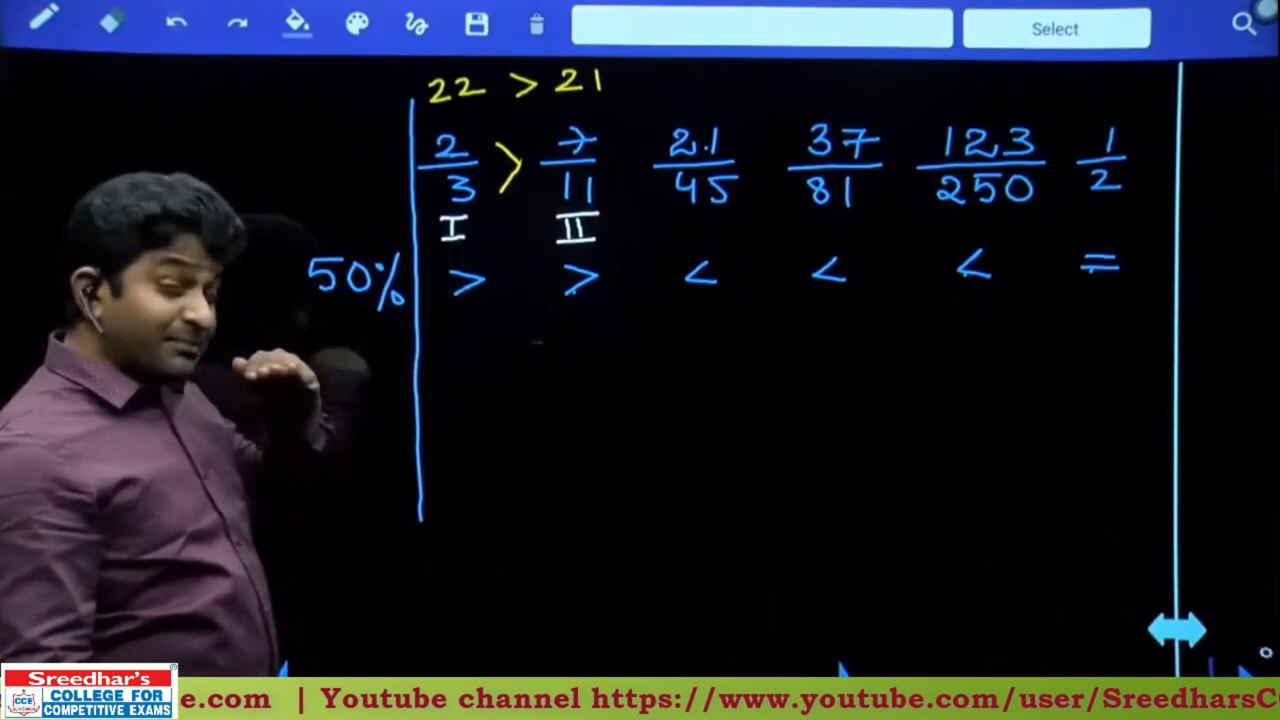 Select
22 > 21
2/3 > 7/11 21/45 37/81 123/250 1/2
I II
50% > > < < < =
Sreedhar's
CCE
COLLEGE FOR
COMPETITIVE EXAMS
e.com | Youtube channel https://www.youtube.com/user/SreedharsC